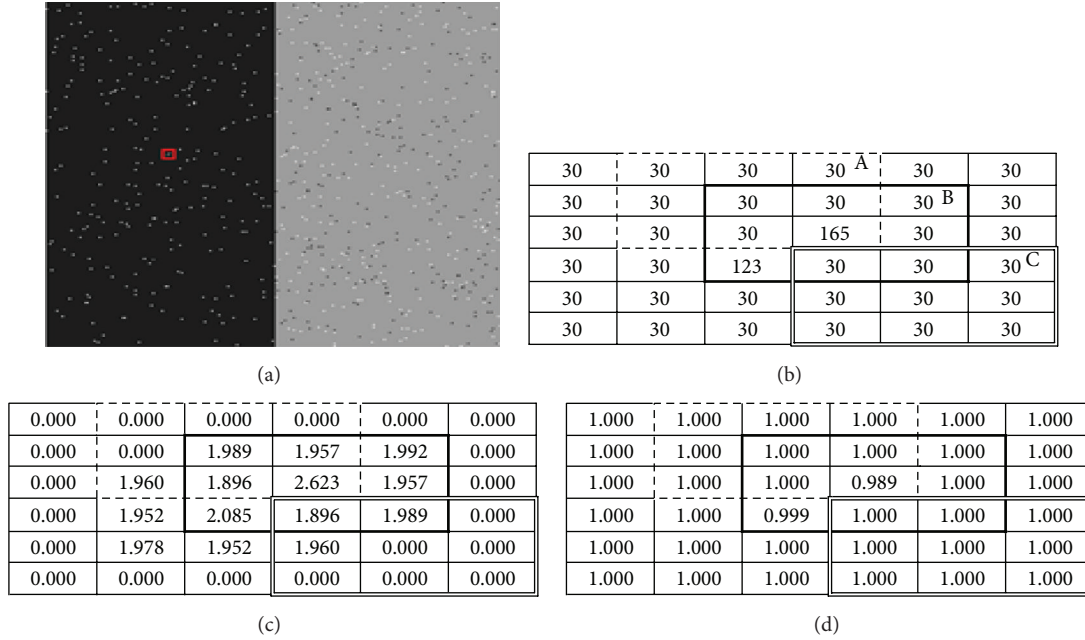 (a)
30 30 30 30 A 30 30
30 30 30 30 30 B 30
30 30 30 165 30 30
30 30 123 30 30 30 C
30 30 30 30 30 30
30 30 30 30 30 30
(b)
0.000 0.000 0.000 0.000 0.000 0.000
0.000 0.000 1.989 1.957 1.992 0.000
0.000 1.960 1.896 2.623 1.957 0.000
0.000 1.952 2.085 1.896 1.989 0.000
0.000 1.978 1.952 1.960 0.000 0.000
0.000 0.000 0.000 0.000 0.000 0.000
(c)
1.000 1.000 1.000 1.000 1.000 1.000
1.000 1.000 1.000 1.000 1.000 1.000
1.000 1.000 1.000 0.989 1.000 1.000
1.000 1.000 0.999 1.000 1.000 1.000
1.000 1.000 1.000 1.000 1.000 1.000
1.000 1.000 1.000 1.000 1.000 1.000
(d)